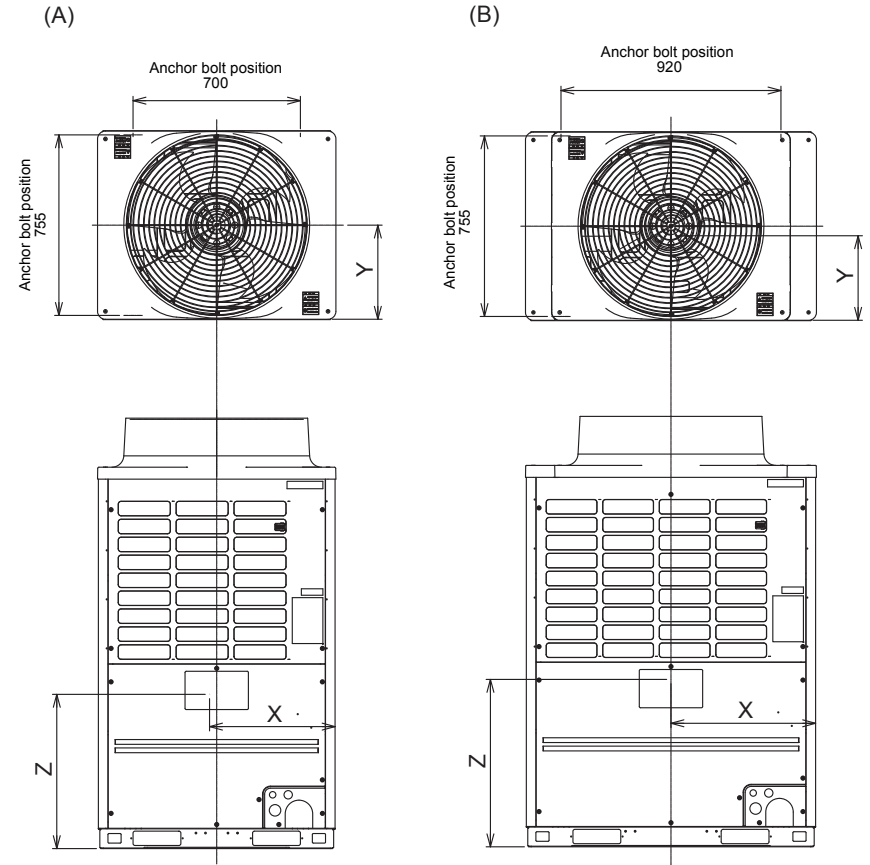 (A)
Anchor bolt position
700
Anchor bolt position
755
Y
X
Z
(B)
Anchor bolt position
920
Anchor bolt position
755
Y
X
Z